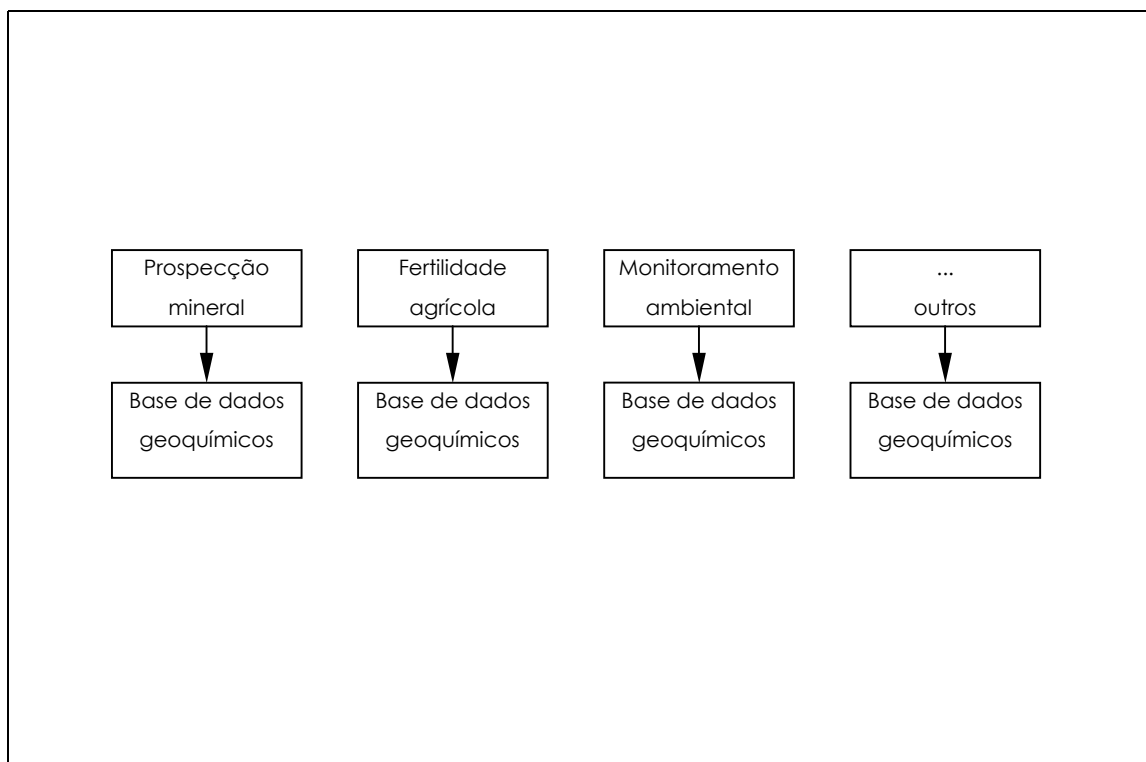 Prospecção
mineral
Fertilidade
agrícola
Monitoramento
ambiental
...
outros
Base de dados
geoquímicos
Base de dados
geoquímicos
Base de dados
geoquímicos
Base de dados
geoquímicos